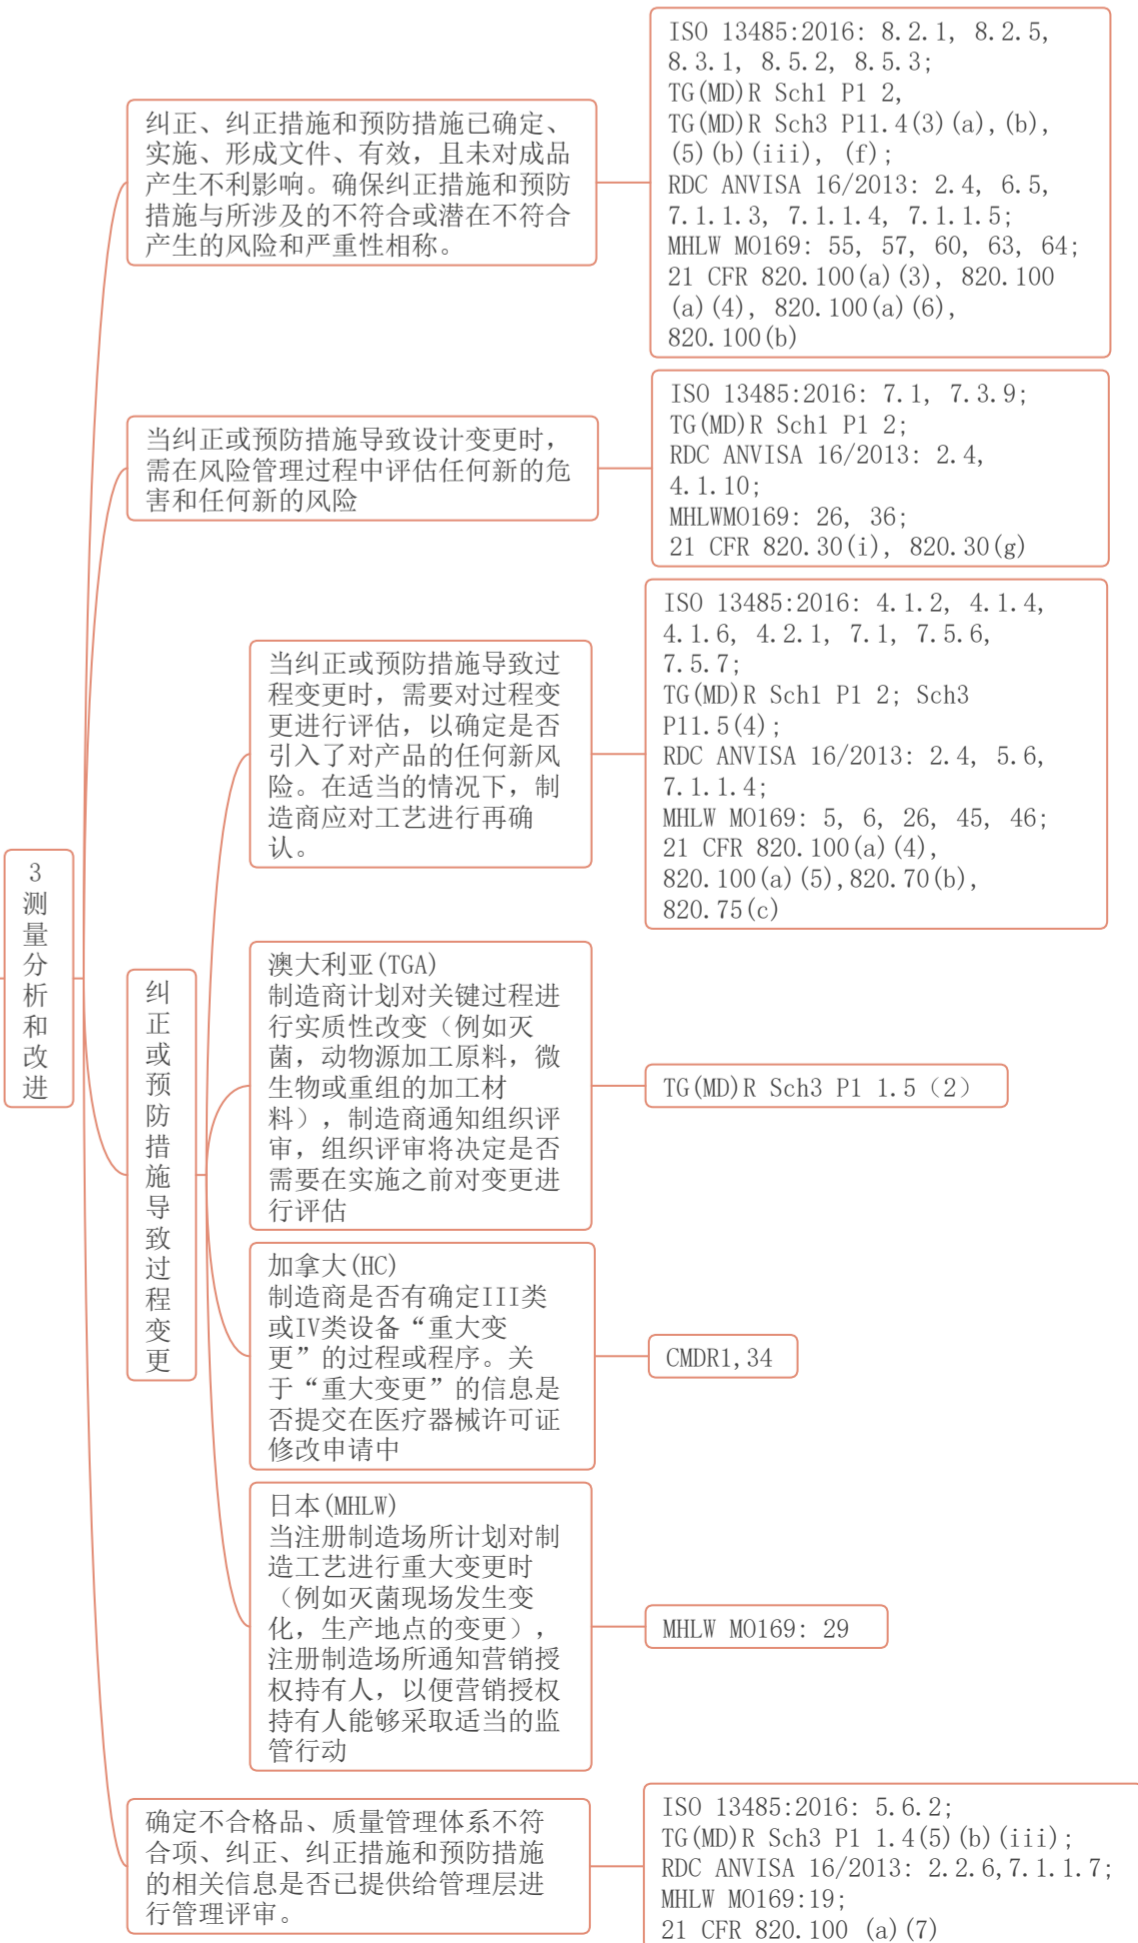 3
测
量
分
析
和
改
进
纠正、纠正措施和预防措施已确定、
实施、形成文件、有效，且未对成品
产生不利影响。确保纠正措施和预防
措施与所涉及的不符合或潜在不符合
产生的风险和严重性相称。
ISO 13485:2016: 8.2.1, 8.2.5,
8.3.1, 8.5.2, 8.5.3;
TG(MD)R Sch1 P1 2,
TG(MD)R Sch3 P11.4(3)(a),(b),
(5)(b)(iii), (f);
RDC ANVISA 16/2013: 2.4, 6.5,
7.1.1.3, 7.1.1.4, 7.1.1.5;
MHLW MO169: 55, 57, 60, 63, 64;
21 CFR 820.100(a)(3), 820.100
(a)(4), 820.100(a)(6),
820.100(b)
当纠正或预防措施导致设计变更时，
需在风险管理过程中评估任何新的危
害和任何新的风险
ISO 13485:2016: 7.1, 7.3.9;
TG(MD)R Sch1 P1 2;
RDC ANVISA 16/2013: 2.4,
4.1.10;
MHLWMO169: 26, 36;
21 CFR 820.30(i), 820.30(g)
纠
正
或
预
防
措
施
导
致
过
程
变
更
当纠正或预防措施导致过
程变更时，需要对过程变
更进行评估，以确定是否
引入了对产品的任何新风
险。在适当的情况下，制
造商应对工艺进行再确
认。
ISO 13485:2016: 4.1.2, 4.1.4,
4.1.6, 4.2.1, 7.1, 7.5.6,
7.5.7;
TG(MD)R Sch1 P1 2; Sch3
P11.5(4);
RDC ANVISA 16/2013: 2.4, 5.6,
7.1.1.4;
MHLW MO169: 5, 6, 26, 45, 46;
21 CFR 820.100(a)(4),
820.100(a)(5),820.70(b),
820.75(c)
澳大利亚(TGA)
制造商计划对关键过程进
行实质性改变（例如灭
菌，动物源加工原料，微
生物或重组的加工材
料），制造商通知组织评
审，组织评审将决定是否
需要在实施之前对变更进
行评估
TG(MD)R Sch3 P1 1.5（2）
加拿大(HC)
制造商是否有确定III类
或IV类设备“重大变
更”的过程或程序。关
于“重大变更”的信息是
否提交在医疗器械许可证
修改申请中
CMDR1,34
日本(MHLW)
当注册制造场所计划对制
造工艺进行重大变更时
（例如灭菌现场发生变
化，生产地点的变更），
注册制造场所通知营销授
权持有人，以便营销授权
持有人能够采取适当的监
管行动
MHLW MO169: 29
确定不合格品、质量管理体系不符
合项、纠正、纠正措施和预防措施
的相关信息是否已提供给管理层进
行管理评审。
ISO 13485:2016: 5.6.2;
TG(MD)R Sch3 P1 1.4(5)(b)(iii);
RDC ANVISA 16/2013: 2.2.6,7.1.1.7;
MHLW MO169:19;
21 CFR 820.100 (a)(7)